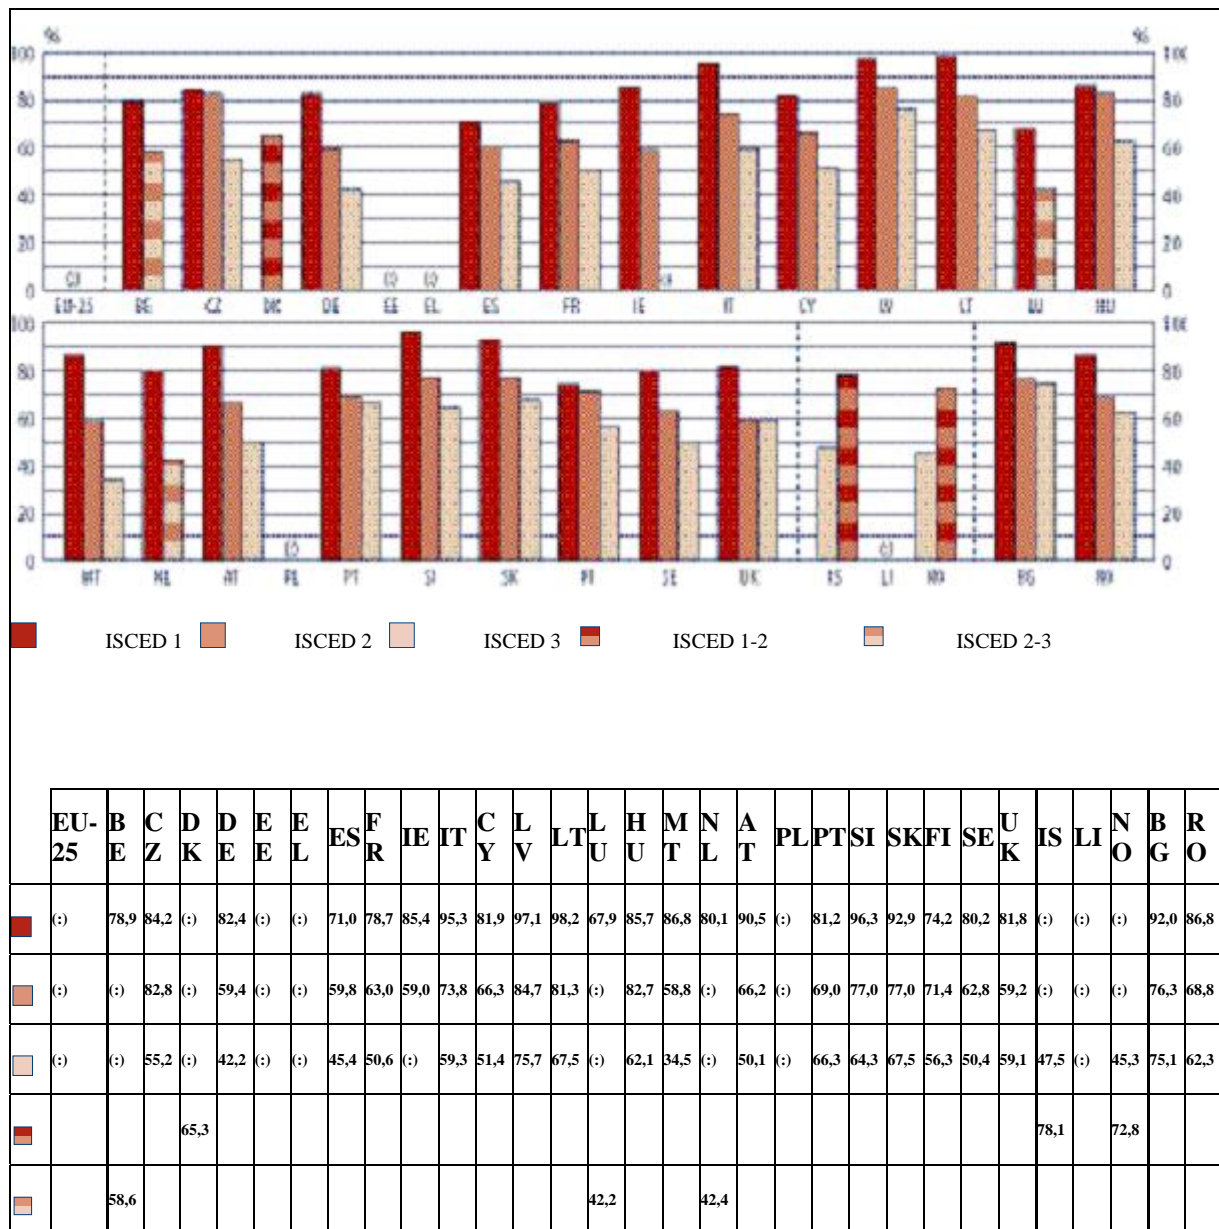 % %
100 100
80 80
60 60
40 40
20 20
0 0
EU-25 BE CZ DK DE EE EL ES FR IE IT CY LV LT LU HU
100 100
80 80
60 60
40 40
20 20
0 0
MT NL AT PL PT SI SK FI SE UK IS LI NO BG RO
ISCED 1 ISCED 2 ISCED 3 ISCED 1-2 ISCED 2-3
EU-25 BE CZ DK DE EE EL ES FR IE IT CY LV LT LU HU MT NL AT PL PT SI SK FI SE UK IS LI NO BG RO
(:) 78,9 84,2 (:) 82,4 (:) (:) 71,0 78,7 85,4 95,3 81,9 97,1 98,2 67,9 85,7 86,8 80,1 90,5 (:) 81,2 96,3 92,9 74,2 80,2 81,8 (:) (:) (:) 92,0 86,8
(:) (:) 82,8 (:) 59,4 (:) (:) 59,8 63,0 59,0 73,8 66,3 84,7 81,3 (:) 82,7 58,8 (:) 66,2 (:) 69,0 77,0 77,0 71,4 62,8 59,2 (:) (:) (:) 76,3 68,8
(:) (:) 55,2 (:) 42,2 (:) (:) 45,4 50,6 (:) 59,3 51,4 75,7 67,5 (:) 62,1 34,5 (:) 50,1 (:) 66,3 64,3 67,5 56,3 50,4 59,1 47,5 (:) 45,3 75,1 62,3
65,3 78,1 72,8
58,6 42,2 42,4